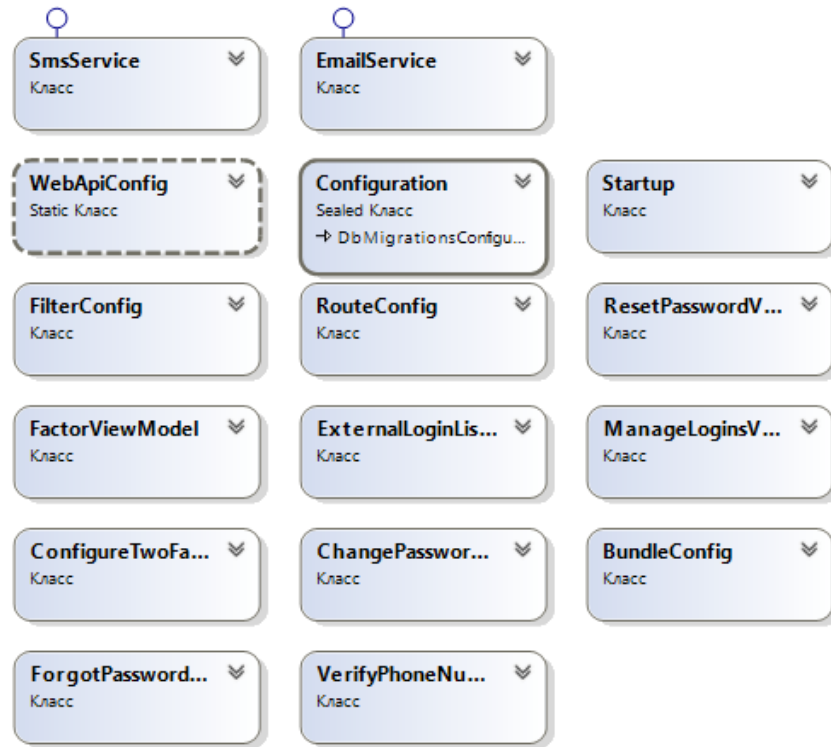 SmsService
Класс
EmailService
Класс
WebApiConfig
Static Класс
Configuration
Sealed Класс
DbMigrationsConfigu...
Startup
Класс
FilterConfig
Класс
RouteConfig
Класс
ResetPasswordV...
Класс
FactorViewModel
Класс
ExternalLoginLis...
Класс
ManageLoginsV...
Класс
ConfigureTwoFa...
Класс
ChangePasswor...
Класс
BundleConfig
Класс
ForgotPassword...
Класс
VerifyPhoneNu...
Класс